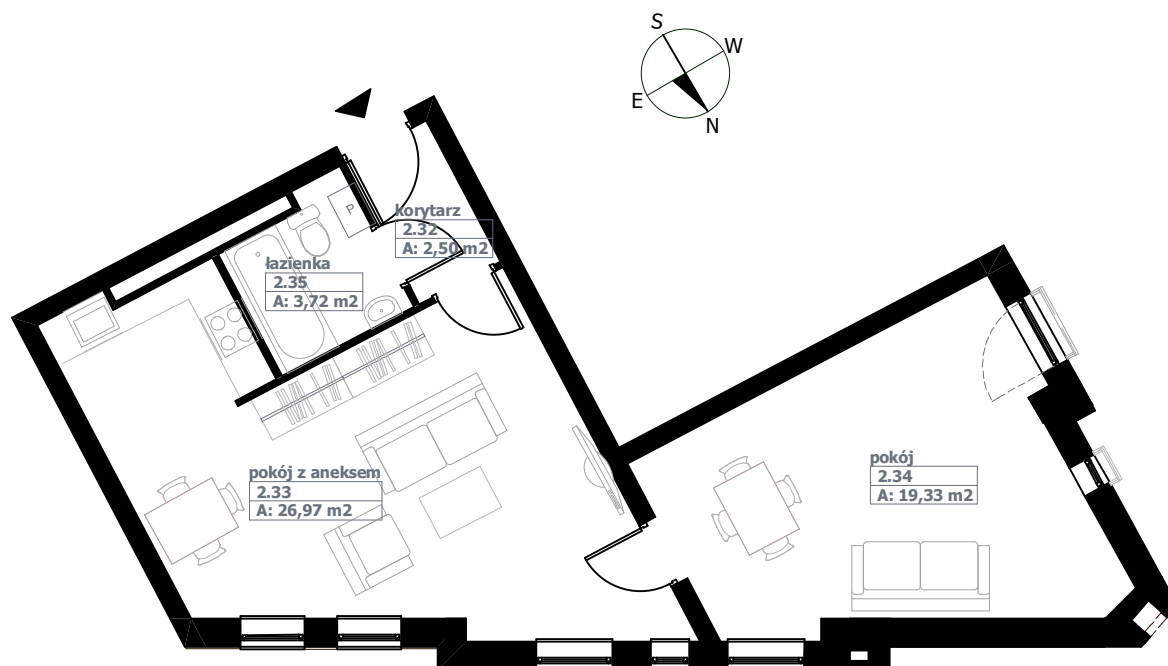 S
W
E
N
korytarz
2.32
A: 2,50 m2
P
łazienka
2.35
A: 3,72 m2
pokój z aneksem
2.33
A: 26,97 m2
pokój
2.34
A: 19,33 m2